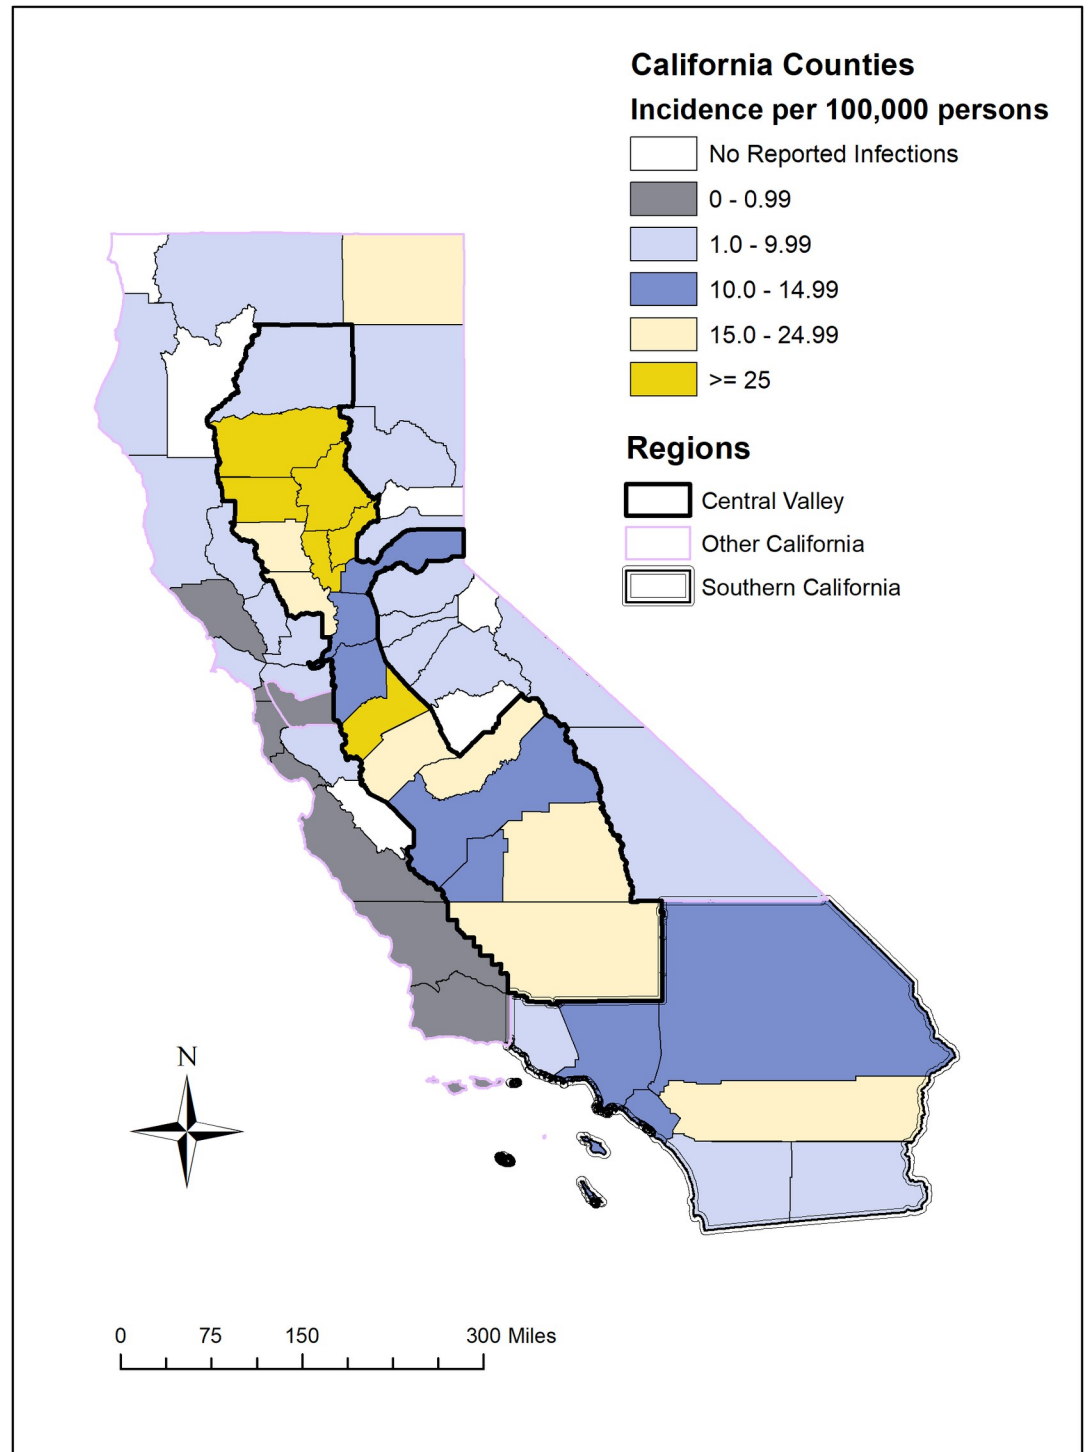 California Counties
Incidence per 100,000 persons
No Reported Infections
0 - 0.99
1.0 - 9.99
10.0 - 14.99
15.0 - 24.99
>= 25
Regions
Central Valley
Other California
Southern California
N
0 75 150 300 Miles